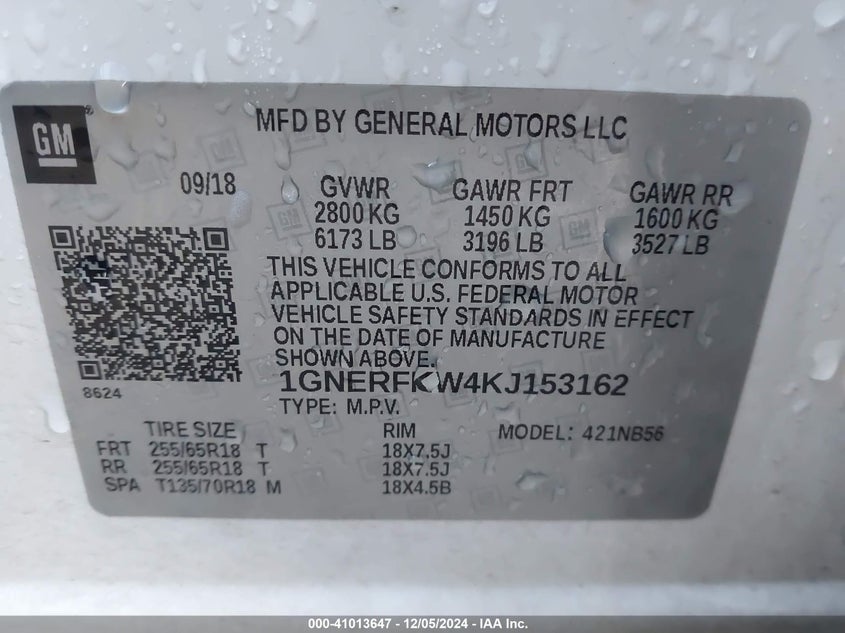 GM
MFD BY GENERAL MOTORS LLC
09/18 GVWR GAWR FRT GAWR RR
2800 KG 1450 KG 1600 KG
6173 LB 3196 LB 3527 LB
THIS VEHICLE CONFORMS TO ALL
APPLICABLE U.S. FEDERAL MOTOR
VEHICLE SAFETY STANDARDS IN EFFECT
ON THE DATE OF MANUFACTURE
SHOWN ABOVE.
1GNERFKW4KJ153162
8624
TYPE: M.P.V.
TIRE SIZE RIM MODEL: 421NB56
FRT 255/65R18 T 18X7.5J
RR 255/65R18 T 18X7.5J
SPA T135/70R18 M 18X4.5B
000-41013647 / 12/05/2024 - IAA Inc.